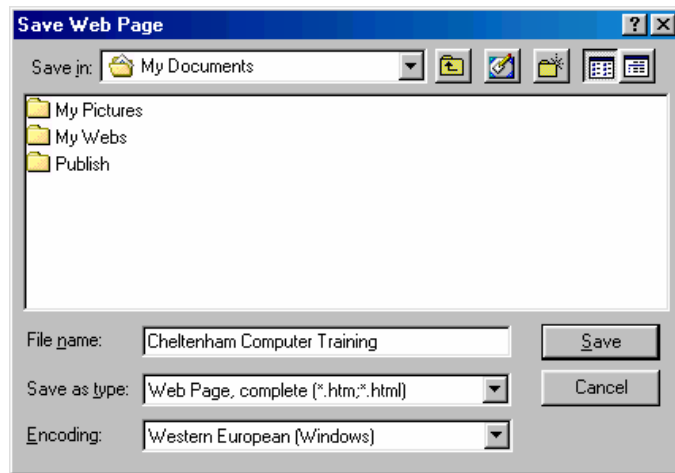 Save Web Page
Save in: My Documents
My Pictures
My Webs
Publish
File name: Cheltenham Computer Training Save
Save as type: Web Page, complete (*.htm;*.html) Cancel
Encoding: Western European (Windows)